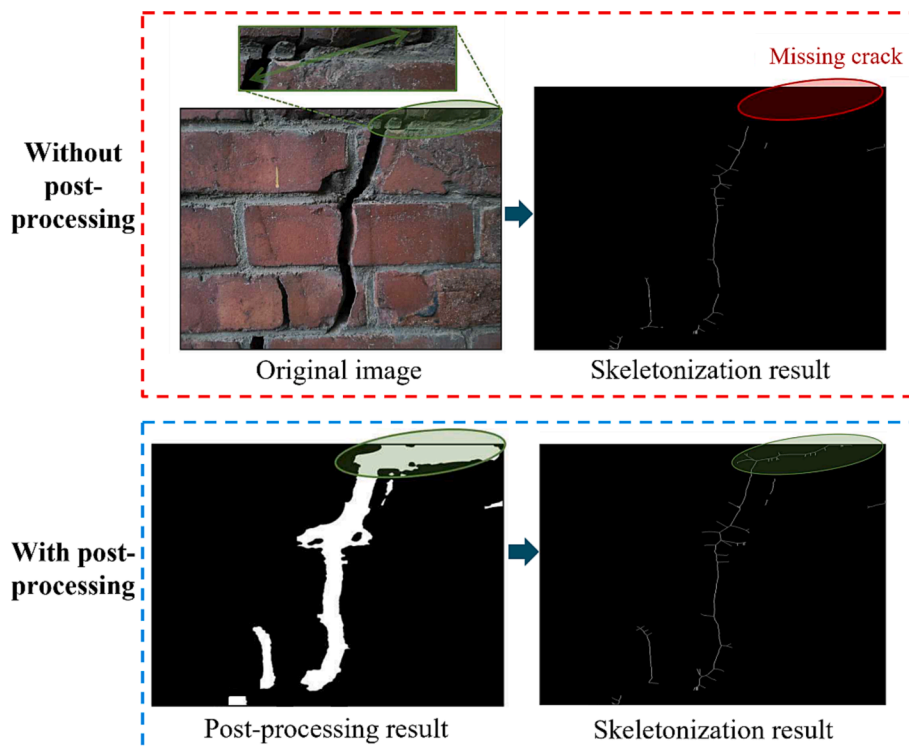 Missing crack
Without
post-
processing
Original image
Skeletonization result
With post-
processing
Post-processing result
Skeletonization result